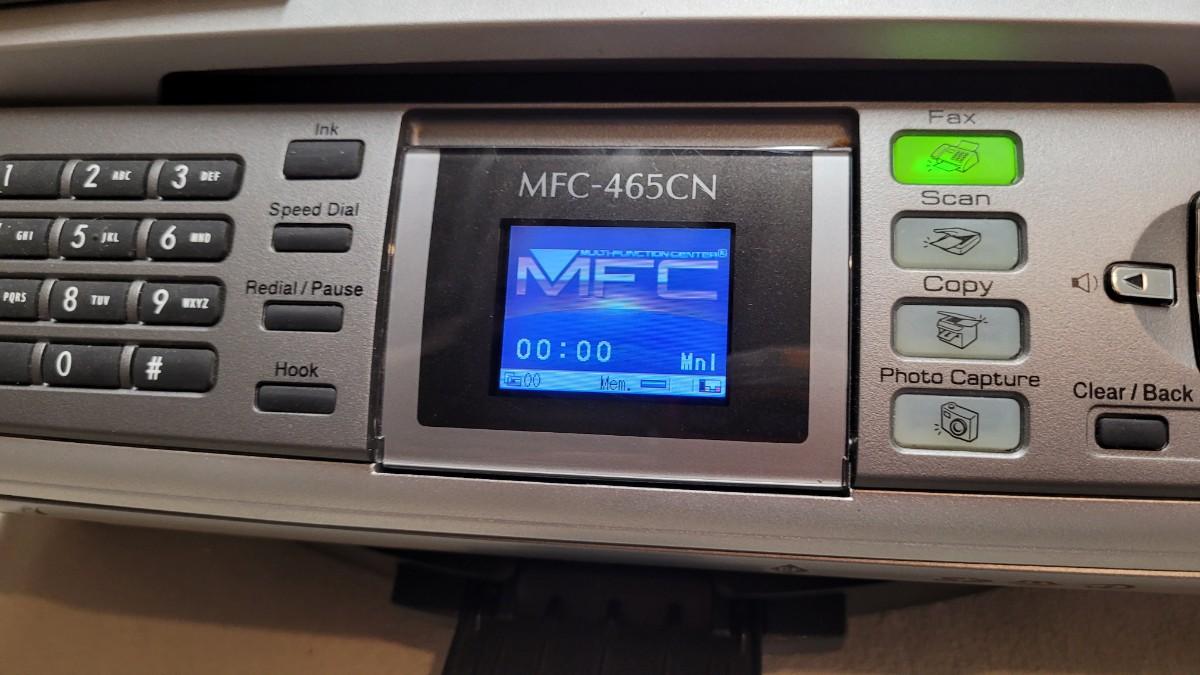 Ink
1
2 ABC
3 DEF
Speed Dial
GHI
5 JKL
6 MNO
Redial / Pause
PQRS
8 TUV
9 WXYZ
Hook
0
#
MFC-465CN
MULTI-FUNCTION CENTER®
MFC
00:00
Mnl
00
Mem.
Fax
Scan
Copy
Photo Capture
Clear / Back